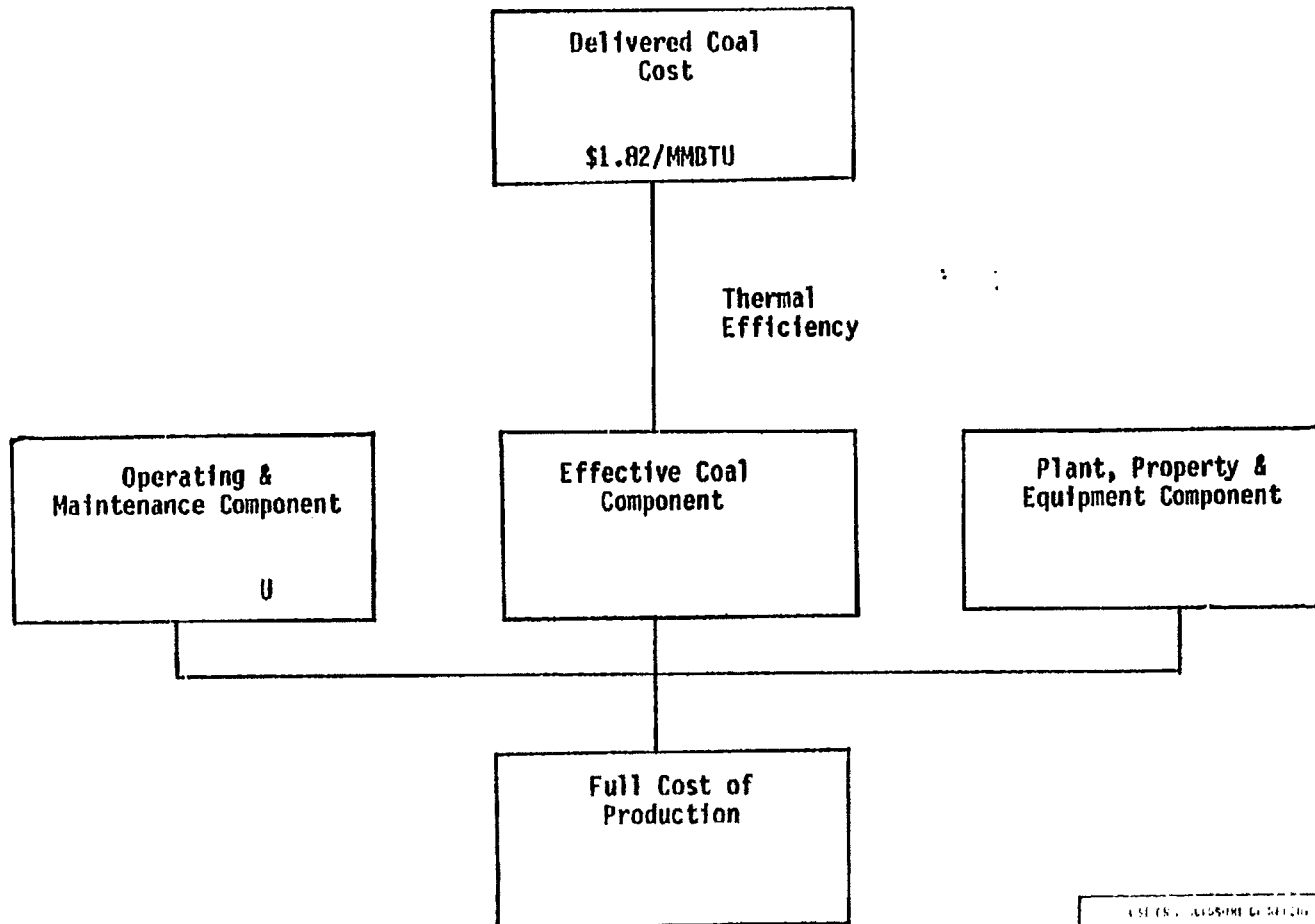 Delivered Coal
Cost
$1.82/MMBTU
Thermal
Efficiency
Operating &
Maintenance Component
U
Effective Coal
Component
Plant, Property &
Equipment Component
Full Cost of
Production